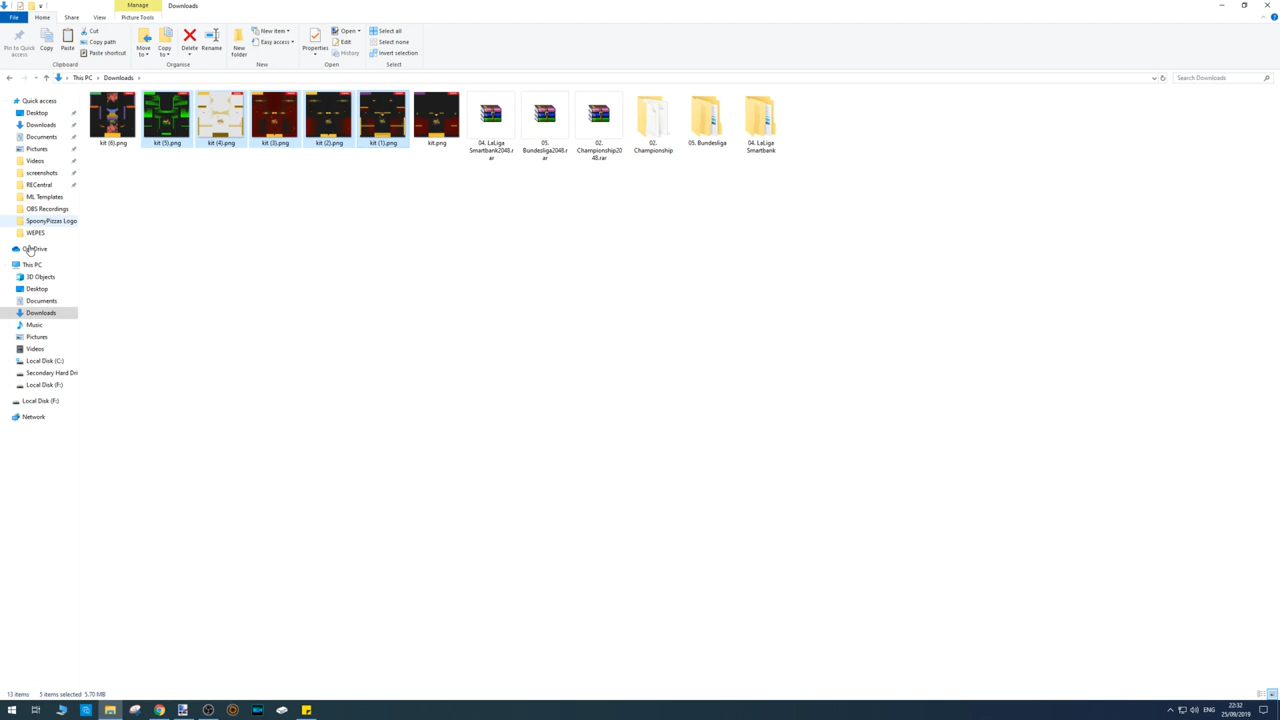 Manage
Downloads
File
Home
Share
View
Picture Tools
Pin to Quick access
Copy
Paste
Cut
Copy path
Paste shortcut
Clipboard
Move to
Copy to
Delete
Rename
Organise
New folder
New item
Easy access
New
Properties
Open
Edit
History
Open
Select all
Select none
Invert selection
Select
This PC
Downloads
Search Downloads
Quick access
Desktop
Downloads
Documents
Pictures
Videos
screenshots
RECentral
ML Templates
OBS Recordings
SpoonyPizzas Logo
WEPES
OneDrive
This PC
3D Objects
Desktop
Documents
Downloads
Music
Pictures
Videos
Local Disk (C:)
Secondary Hard Dri
Local Disk (F:)
Local Disk (F:)
Network
kit (6).png
kit (5).png
kit (4).png
kit (3).png
kit (2).png
kit (1).png
kit.png
04. LaLiga
Smartbank2048.r
ar
05.
Bundesliga2048.r
ar
02.
Championship20
48.rar
02.
Championship
05. Bundesliga
04. LaLiga
Smartbank
13 items
5 items selected
5.70 MB
ENG
22:32
25/09/2019